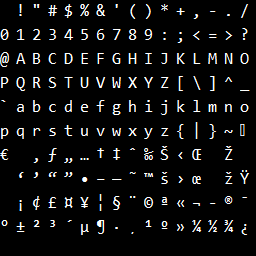 ! " # $ % & ' ( ) * + , - . /
0 1 2 3 4 5 6 7 8 9 : ; < = > ?
@ A B C D E F G H I J K L M N O
P Q R S T U V W X Y Z [ \ ] ^ _
` a b c d e f g h i j k l m n o
p q r s t u v w x y z { | } ~ ▯
€ ‚ ƒ „ … † ‡ ˆ ‰ Š ‹ Œ Ž
‘ ’ “ ” • – — ˜ ™ š › œ ž Ÿ
¡ ¢ £ ¤ ¥ ¦ § ¨ © ª « ¬ - ® ¯
° ± ² ³ ´ µ ¶ · ¸ ¹ º » ¼ ½ ¾ ¿